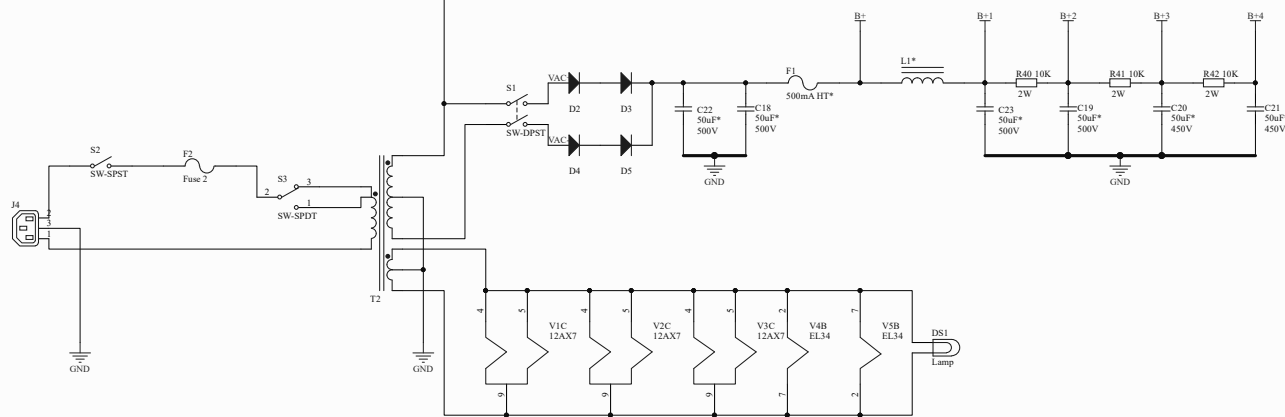 B+
B+1
B+2
B+3
B+4
F1
500mA HT*
L1*
R40 10K
2W
R41 10K
2W
R42 10K
2W
S1
SW-DPST
VAC
VAC
D2
D3
D4
D5
C22
50uF*
500V
C18
50uF*
500V
C23
50uF*
500V
C19
50uF*
500V
C20
50uF*
450V
C21
50uF
450V
GND
GND
S2
SW-SPST
F2
Fuse 2
S3
2
3
1
SW-SPDT
J4
2
3
1
T2
GND
GND
4
5
V1C
12AX7
9
4
5
V2C
12AX7
9
4
5
V3C
12AX7
9
2
V4B
EL34
7
7
V5B
EL34
2
DS1
Lamp